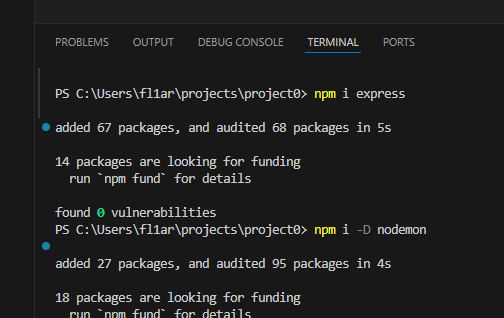 PROBLEMS OUTPUT DEBUG CONSOLE TERMINAL PORTS
PS C:\Users\fl1ar\projects\project0> npm i express
added 67 packages, and audited 68 packages in 5s
14 packages are looking for funding
run `npm fund` for details
found 0 vulnerabilities
PS C:\Users\fl1ar\projects\project0> npm i -D nodemon
added 27 packages, and audited 95 packages in 4s
18 packages are looking for funding
run `npm fund` for details